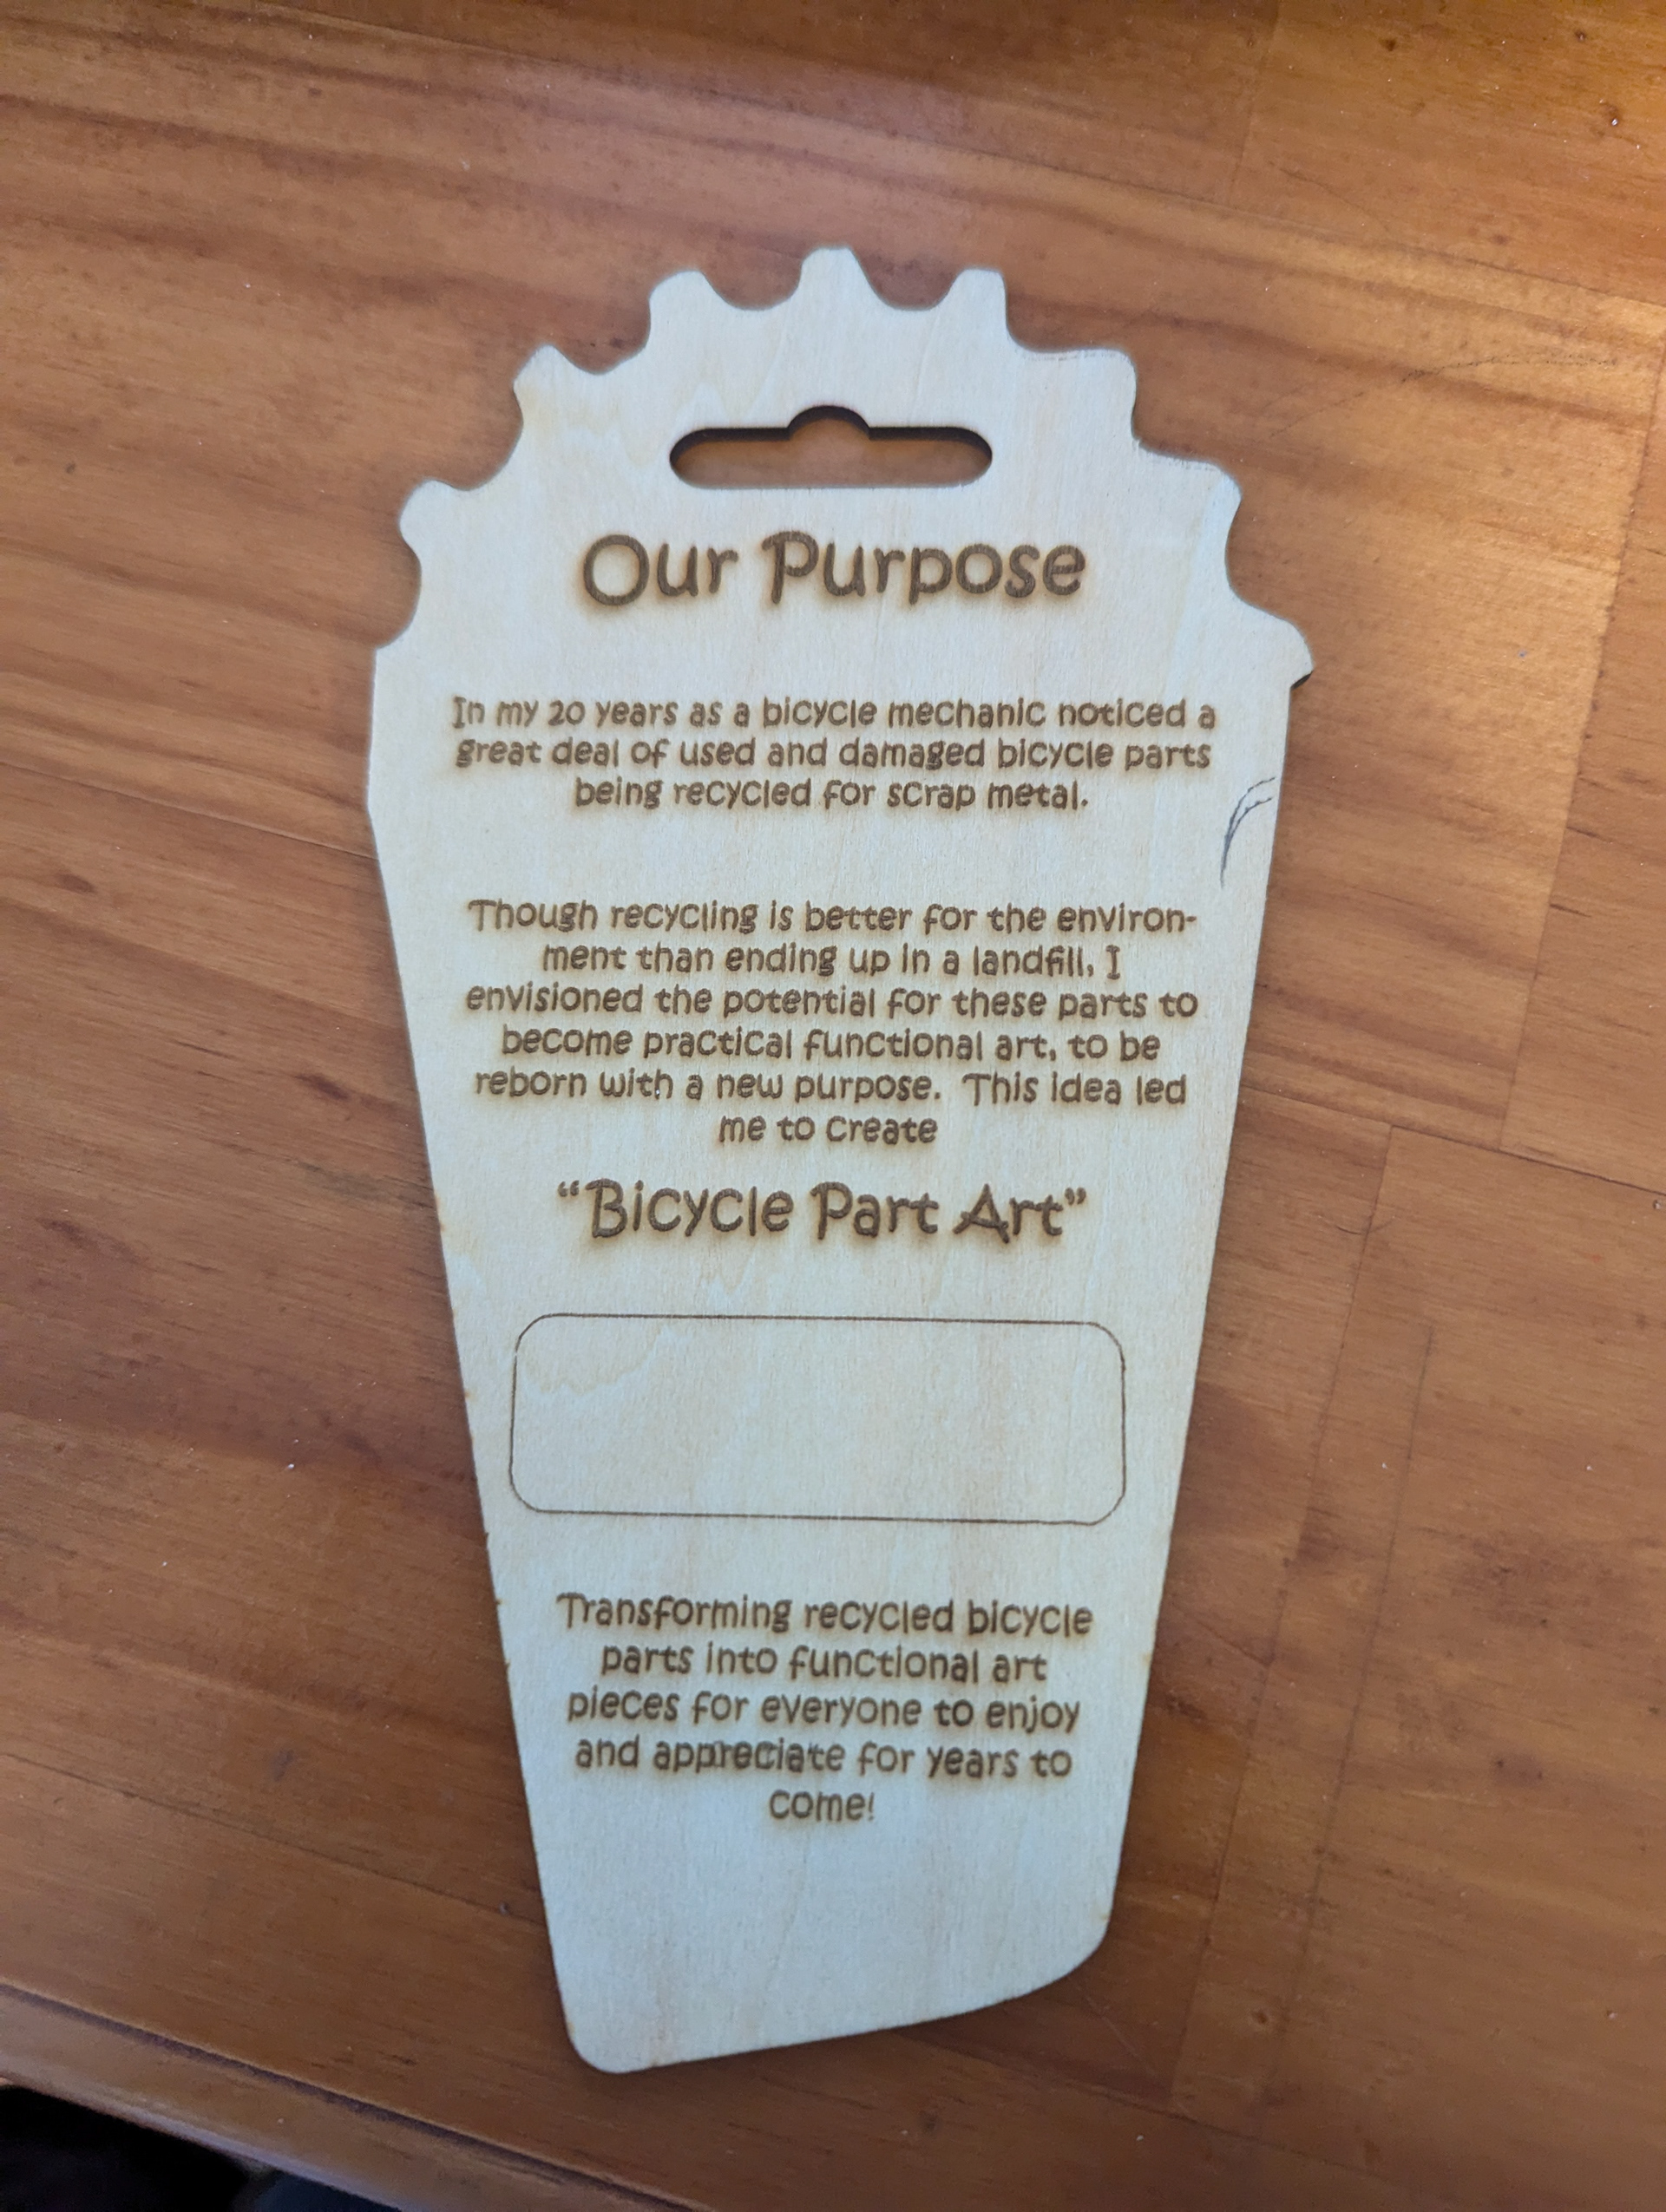 Our Purpose
In my 20 years as a bicycle mechanic noticed a
great deal of used and damaged bicycle parts
being recycled for scrap metal.
Though recycling is better for the environ-
ment than ending up in a landfill, I
envisioned the potential for these parts to
become practical functional art, to be
reborn with a new purpose.  This idea led
me to create
“Bicycle Part Art”
Transforming recycled bicycle
parts into functional art
pieces for everyone to enjoy
and appreciate for years to
come!